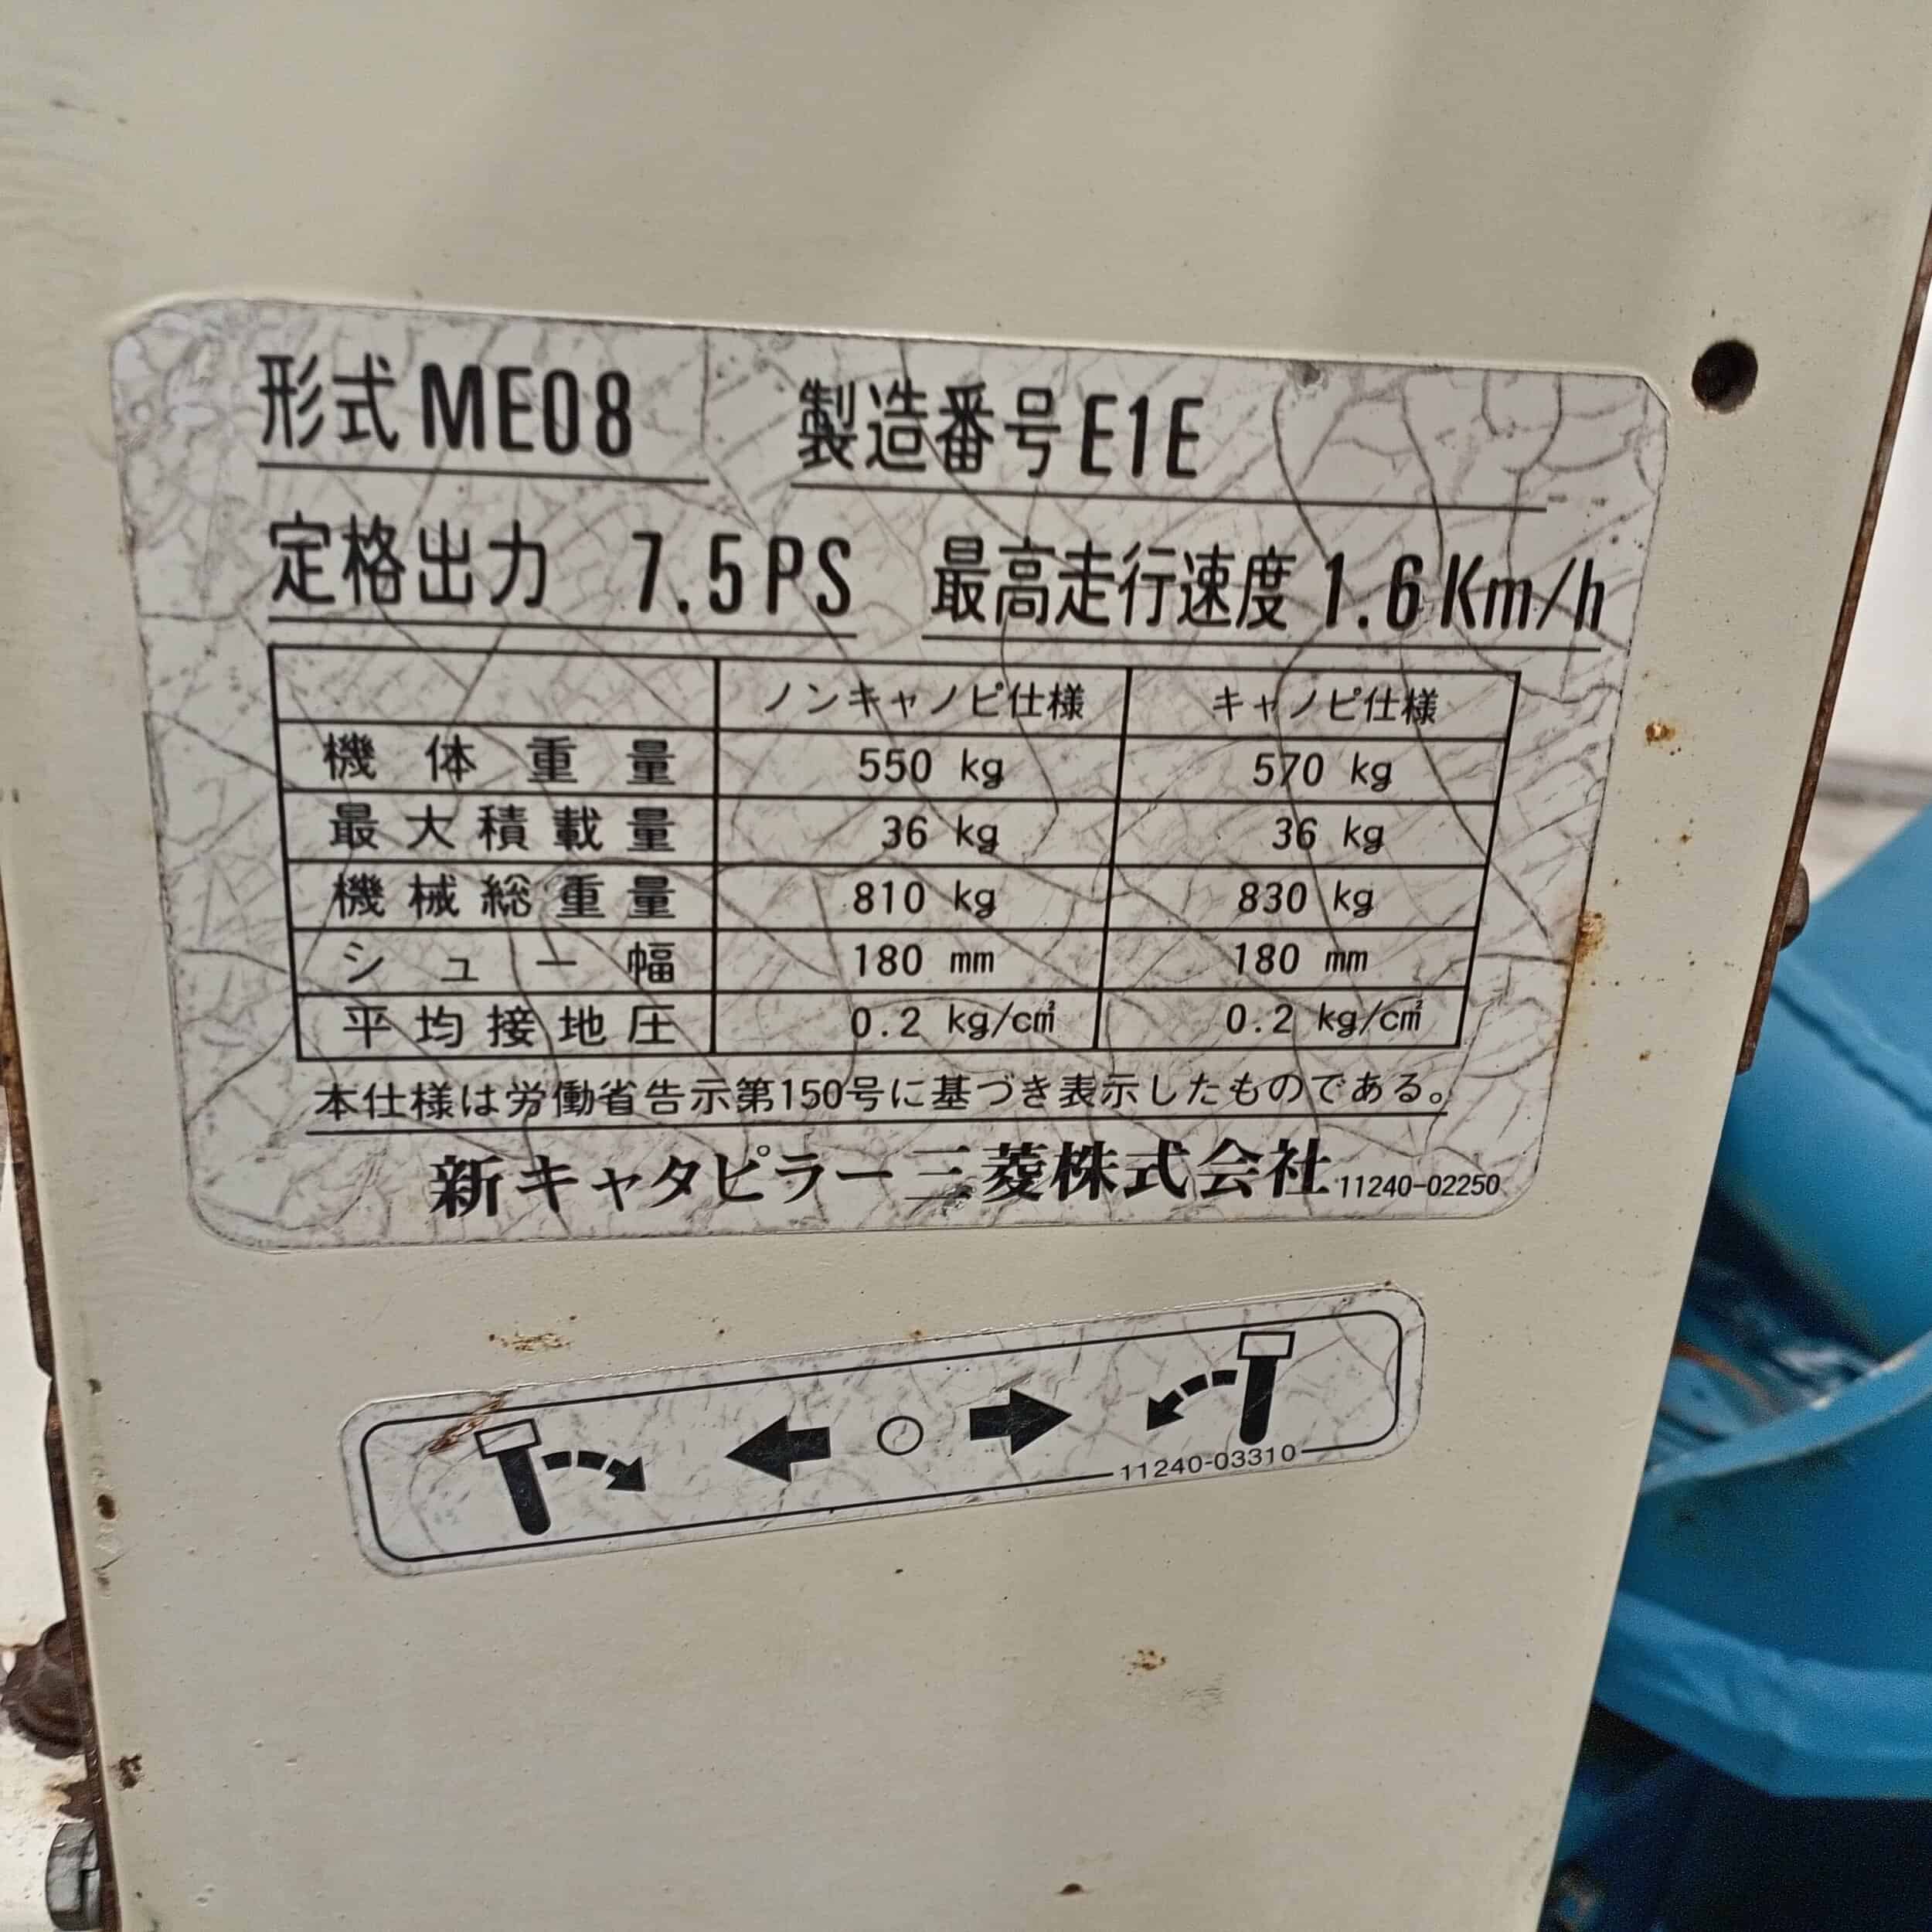 形式 ME08 製造番号 E1E
定格出力 7.5PS 最高走行速度 1.6Km/h
ノンキャノピ仕様 キャノピ仕様
機体重量 550 kg 570 kg
最大積載量 36 kg 36 kg
機械総重量 810 kg 830 kg
シュー幅 180 mm 180 mm
平均接地圧 0.2 kg/cm² 0.2 kg/cm²
本仕様は労働省告示第150号に基づき表示したものである。
新キャタピラー三菱株式会社 11240-02250
11240-03310